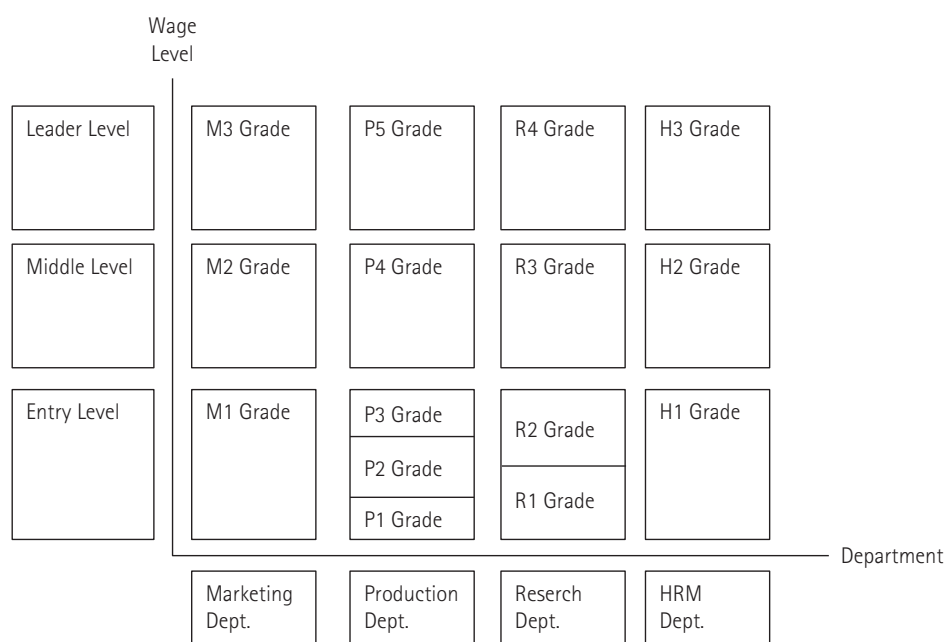 Wage
Level
Leader Level
M3 Grade
P5 Grade
R4 Grade
H3 Grade
Middle Level
M2 Grade
P4 Grade
R3 Grade
H2 Grade
Entry Level
M1 Grade
P3 Grade
P2 Grade
P1 Grade
R2 Grade
R1 Grade
H1 Grade
Department
Marketing
Dept.
Production
Dept.
Reserch
Dept.
HRM
Dept.